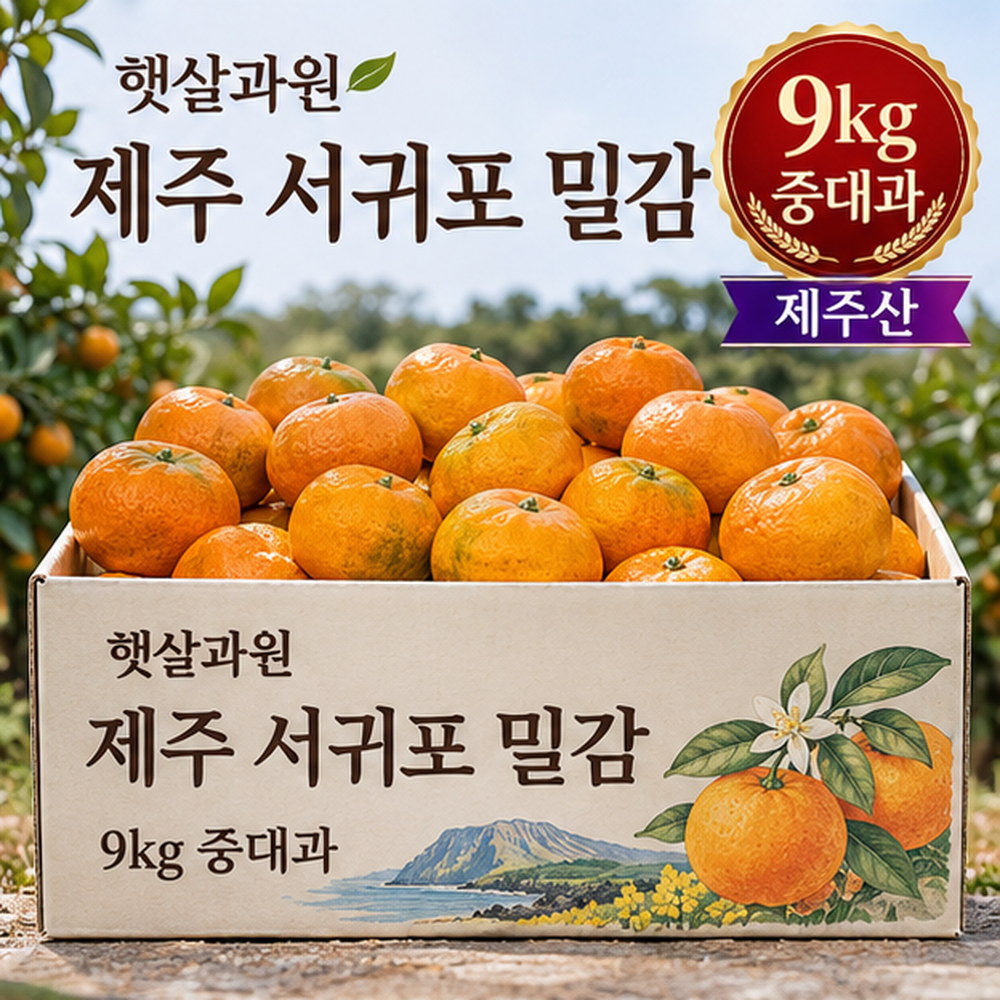 햇살과원
제주 서귀포 밀감
9kg
중대과
제주산
햇살과원
제주 서귀포 밀감
9kg 중대과